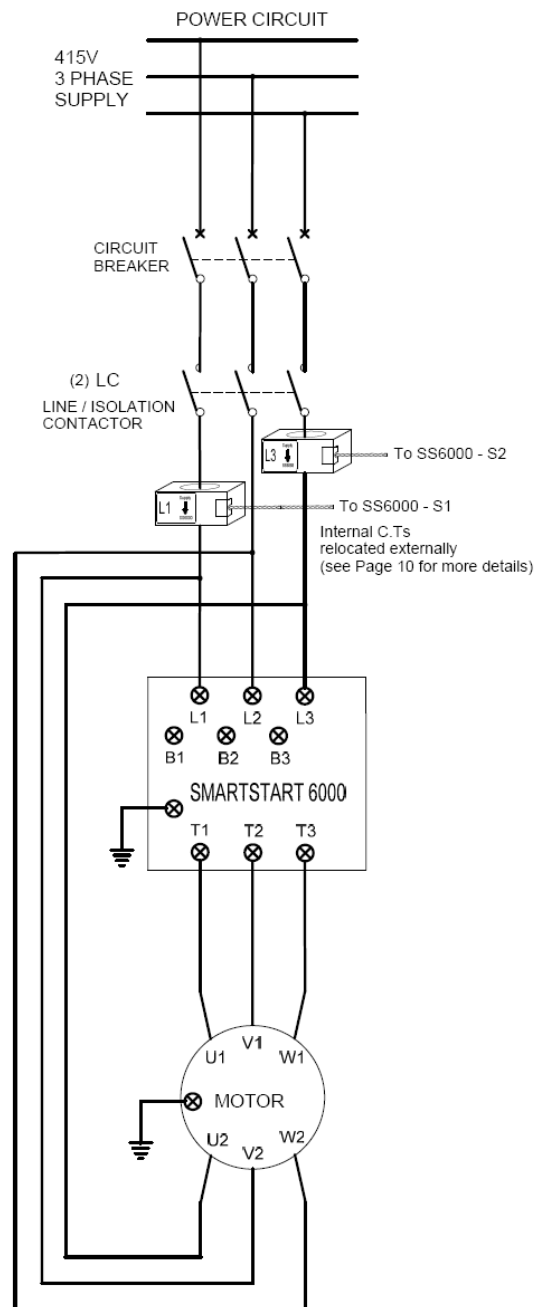 POWER CIRCUIT
415V
3 PHASE
SUPPLY
CIRCUIT
BREAKER
(2) LC
LINE / ISOLATION
CONTACTOR
L3
To SS6000 - S2
L1
Supply
To SS6000 - S1
Internal C.Ts
relocated externally
(see Page 10 for more details)
L1 L2 L3
B1 B2 B3
SMARTSTART 6000
T1 T2 T3
U1 V1 W1
MOTOR
U2 V2 W2